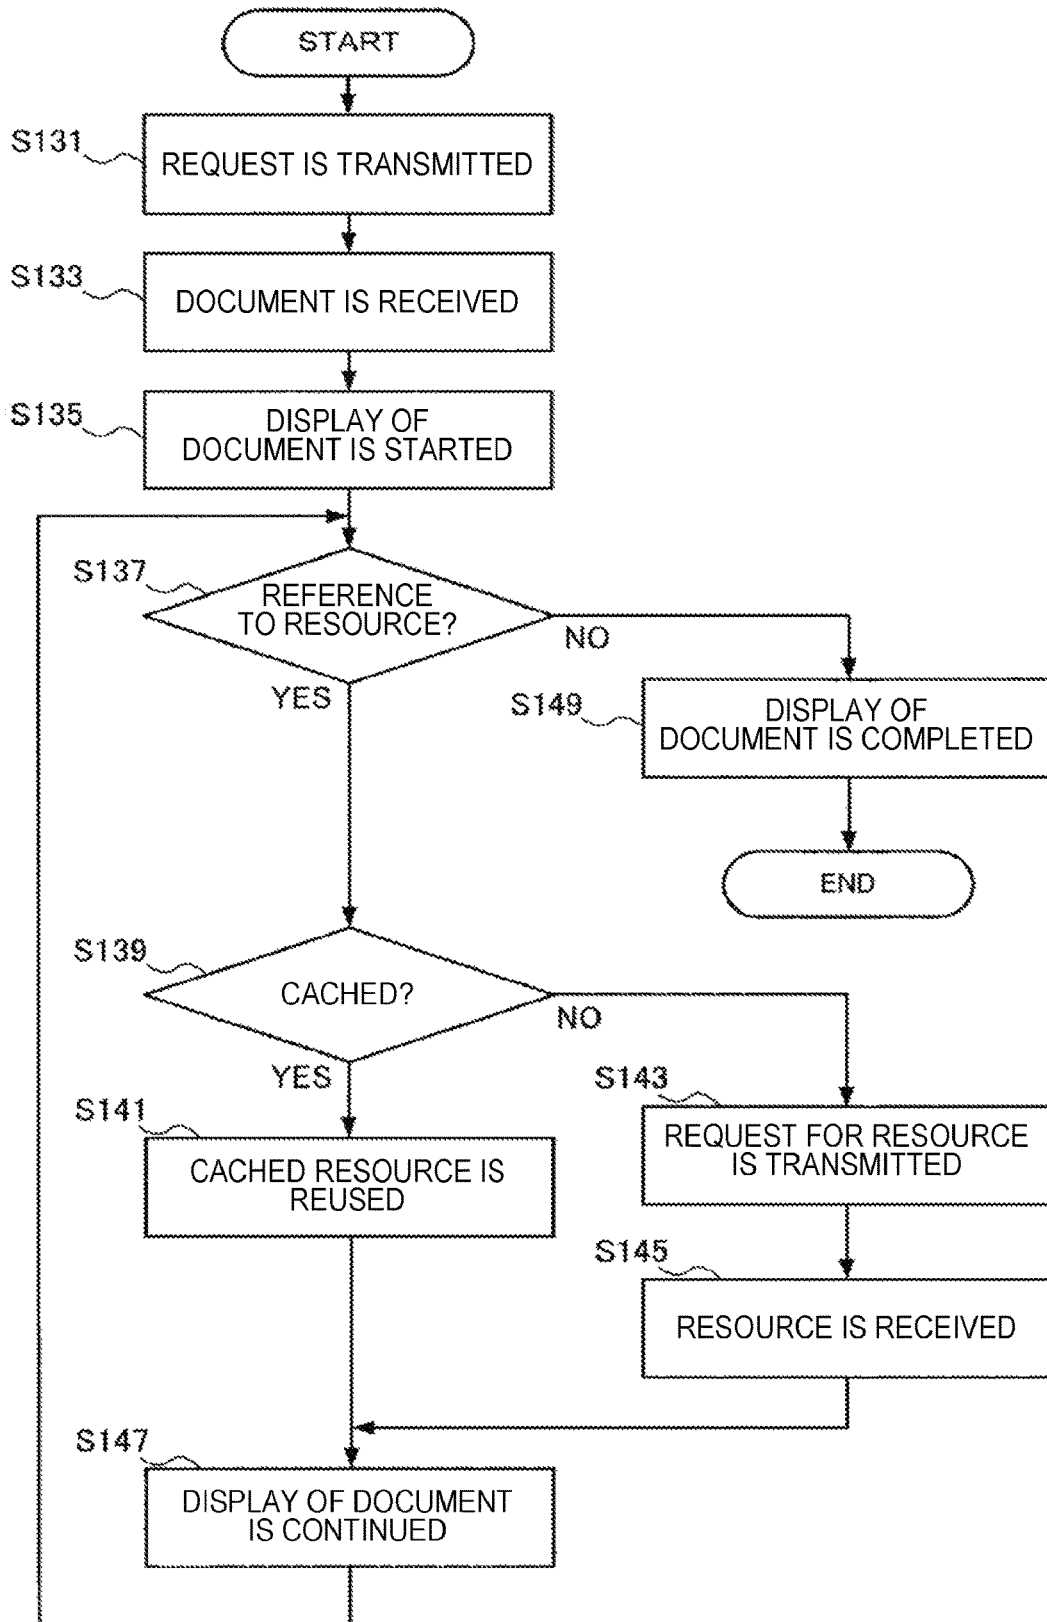 START
S131
REQUEST IS TRANSMITTED
S133
DOCUMENT IS RECEIVED
S135
DISPLAY OF
DOCUMENT IS STARTED
S137
REFERENCE
TO RESOURCE?
NO
YES
S149
DISPLAY OF
DOCUMENT IS COMPLETED
END
S139
CACHED?
NO
YES
S141
CACHED RESOURCE IS
REUSED
S143
REQUEST FOR RESOURCE
IS TRANSMITTED
S145
RESOURCE IS RECEIVED
S147
DISPLAY OF DOCUMENT
IS CONTINUED